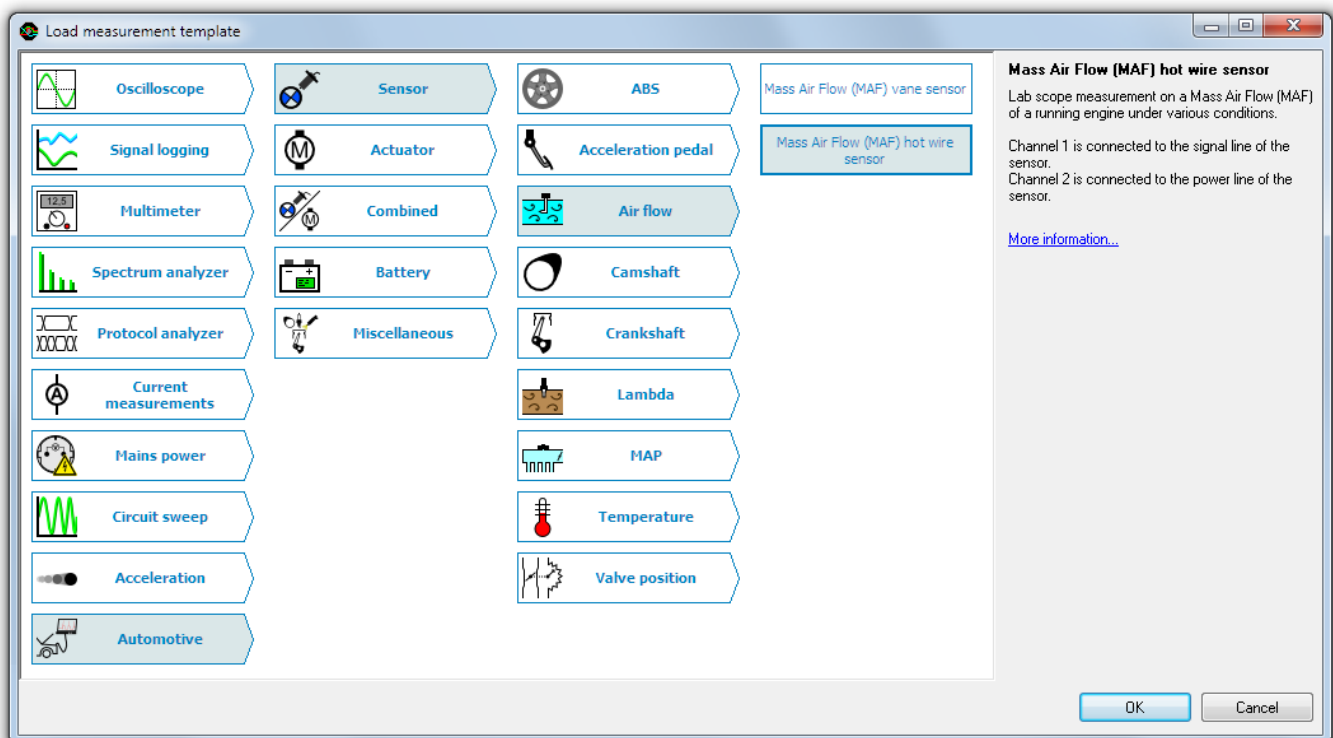 Load measurement template
Oscilloscope
Signal logging
12.5
Multimeter
Spectrum analyzer
Protocol analyzer
A
Current
measurements
Mains power
Circuit sweep
Acceleration
Automotive
Sensor
M
Actuator
M
Combined
Battery
Miscellaneous
ABS
Acceleration pedal
Air flow
Camshaft
Crankshaft
Lambda
MAP
Temperature
Valve position
Mass Air Flow (MAF) vane sensor
Mass Air Flow (MAF) hot wire
sensor
Mass Air Flow (MAF) hot wire sensor
Lab scope measurement on a Mass Air Flow (MAF)
of a running engine under various conditions.
Channel 1 is connected to the signal line of the
sensor.
Channel 2 is connected to the power line of the
sensor.
More information...
OK
Cancel